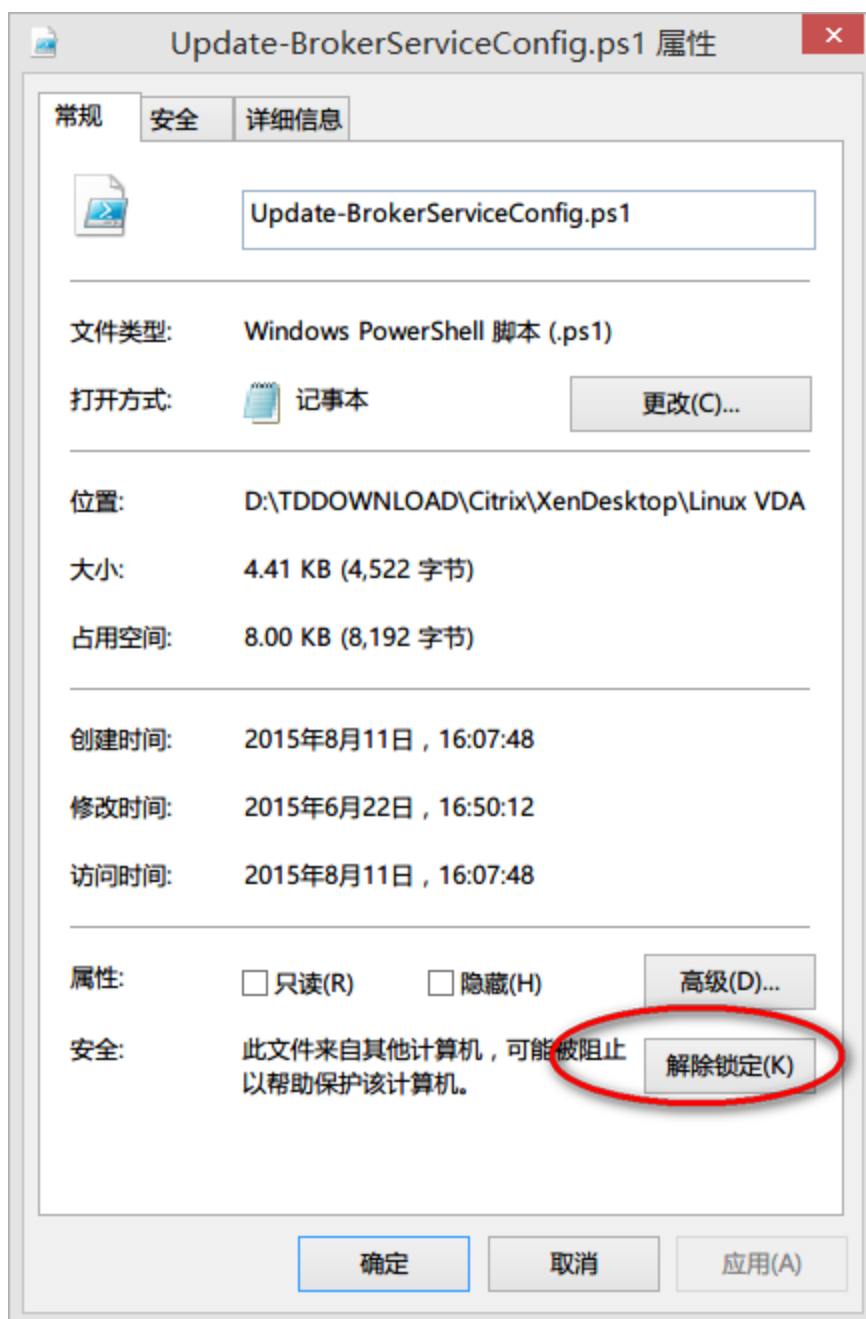 Update-BrokerServiceConfig.ps1 属性
常规 安全 详细信息
Update-BrokerServiceConfig.ps1
文件类型: Windows PowerShell 脚本 (.ps1)
打开方式: 记事本 更改(C)...
位置: D:\TDDOWNLOAD\Citrix\XenDesktop\Linux VDA
大小: 4.41 KB (4,522 字节)
占用空间: 8.00 KB (8,192 字节)
创建时间: 2015年8月11日，16:07:48
修改时间: 2015年6月22日，16:50:12
访问时间: 2015年8月11日，16:07:48
属性: 只读(R) 隐藏(H) 高级(D)...
安全: 此文件来自其他计算机，可能被阻止 解除锁定(K)
以帮助保护该计算机。
确定 取消 应用(A)